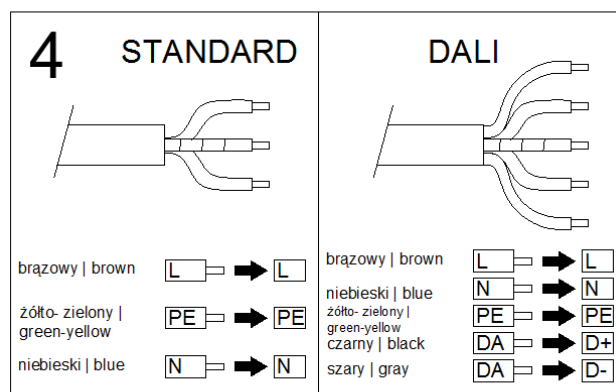 4 STANDARD
brązowy | brown L L
żółto- zielony |
green-yellow PE PE
niebieski | blue N N
DALI
brązowy | brown L L
niebieski | blue N N
żółto- zielony |
green-yellow PE PE
czarny | black DA D+
szary | gray DA D-